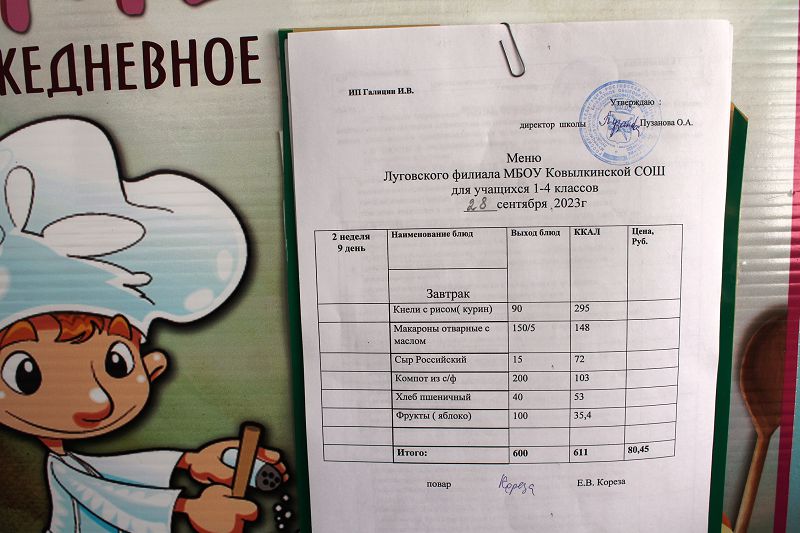 ЖЕДНЕВНОЕ
ИП Галицин И.В.
Утверждаю :
директор школы Пузанова О.А.
Меню
Луговского филиала МБОУ Ковылкинской СОШ
для учащихся 1-4 классов
28 сентября 2023г
2 неделя Наименование блюд Выход блюд ККАЛ Цена,
9 день Руб.
Завтрак
Кнели с рисом( курин) 90 295
Макароны отварные с 150/5 148
маслом
Сыр Российский 15 72
Компот из с/ф 200 103
Хлеб пшеничный 40 53
Фрукты ( яблоко) 100 35,4
Итого: 600 611 80,45
повар Кореза Е.В. Кореза